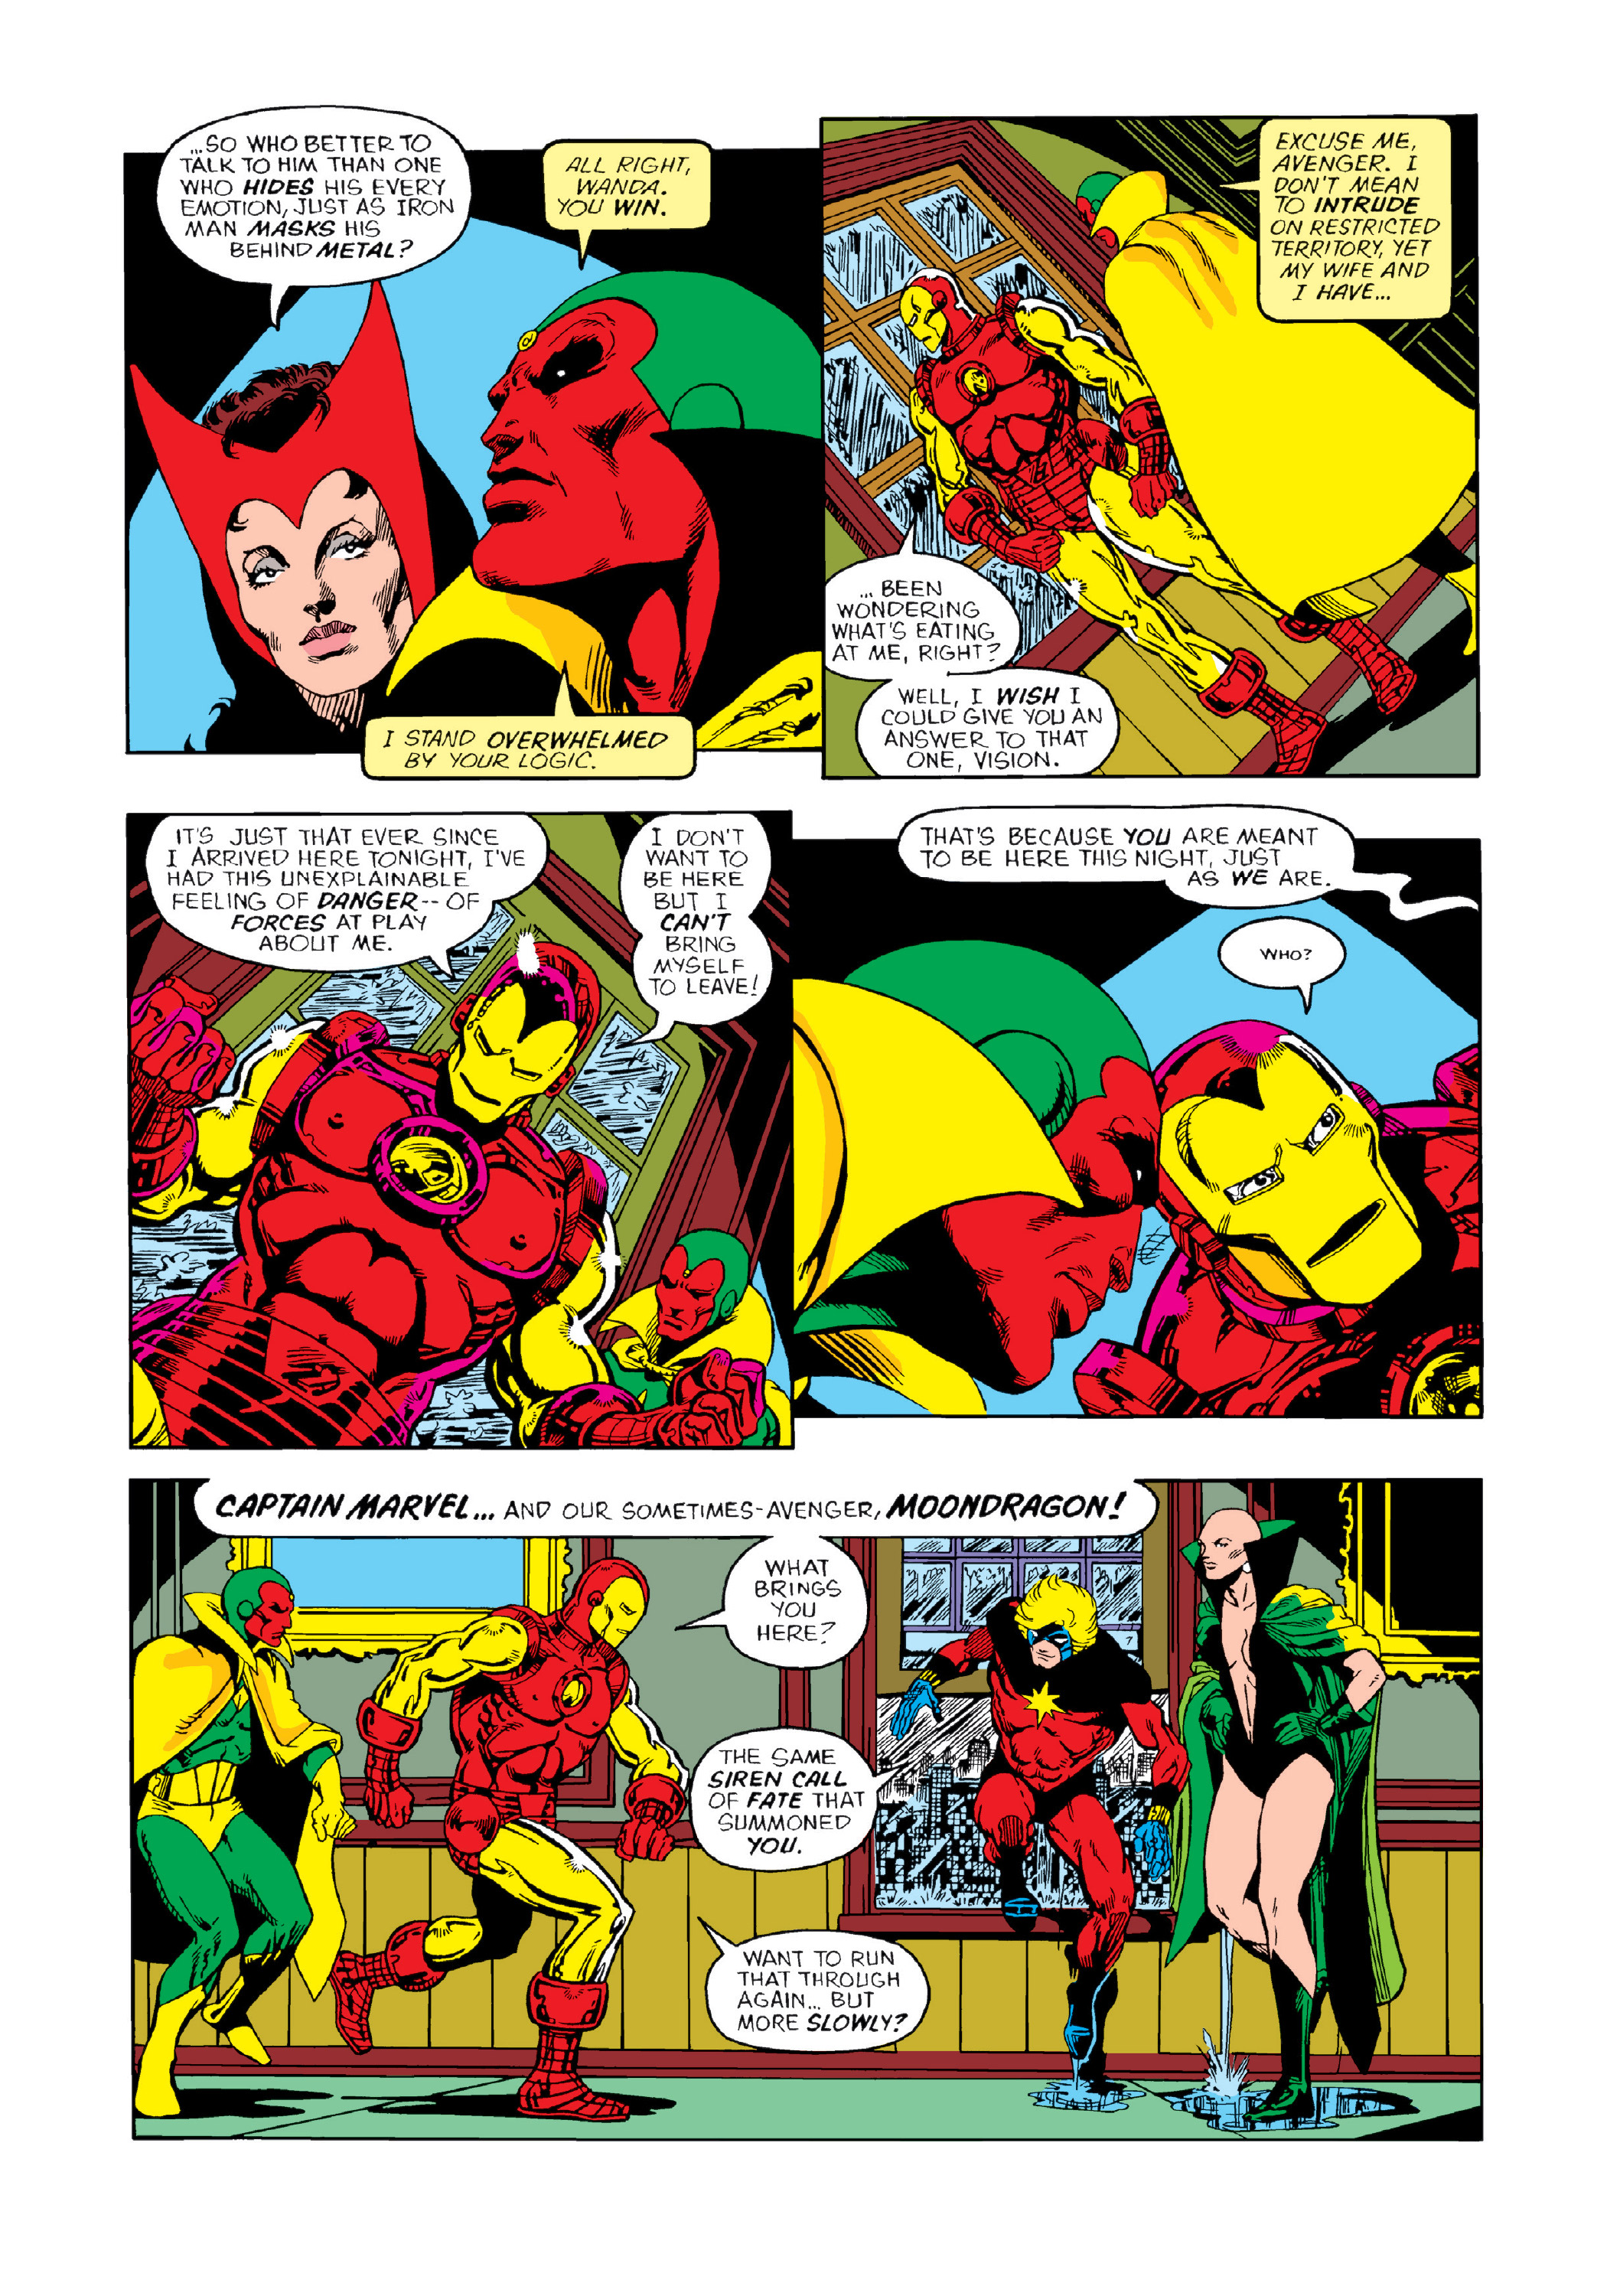 ...SO WHO BETTER TO
TALK TO HIM THAN ONE
WHO HIDES HIS EVERY
EMOTION, JUST AS IRON
MAN MASKS HIS
BEHIND METAL?
ALL RIGHT,
WANDA.
YOU WIN.
I STAND OVERWHELMED
BY YOUR LOGIC.
EXCUSE ME,
AVENGER. I
DON'T MEAN
TO INTRUDE
ON RESTRICTED
TERRITORY, YET
MY WIFE AND
I HAVE...
... BEEN
WONDERING
WHAT'S EATING
AT ME, RIGHT?
WELL, I WISH I
COULD GIVE YOU AN
ANSWER TO THAT
ONE, VISION.
IT'S JUST THAT EVER SINCE
I ARRIVED HERE TONIGHT, I'VE
HAD THIS UNEXPLAINABLE
FEELING OF DANGER-- OF
FORCES AT PLAY
ABOUT ME.
I DON'T
WANT TO
BE HERE
BUT I
CAN'T
BRING
MYSELF
TO LEAVE!
THAT'S BECAUSE YOU ARE MEANT
TO BE HERE THIS NIGHT, JUST
AS WE ARE.
WHO?
CAPTAIN MARVEL... AND OUR SOMETIMES-AVENGER, MOONDRAGON!
WHAT
BRINGS
YOU
HERE?
THE SAME
SIREN CALL
OF FATE THAT
SUMMONED
YOU.
WANT TO RUN
THAT THROUGH
AGAIN... BUT
MORE SLOWLY?